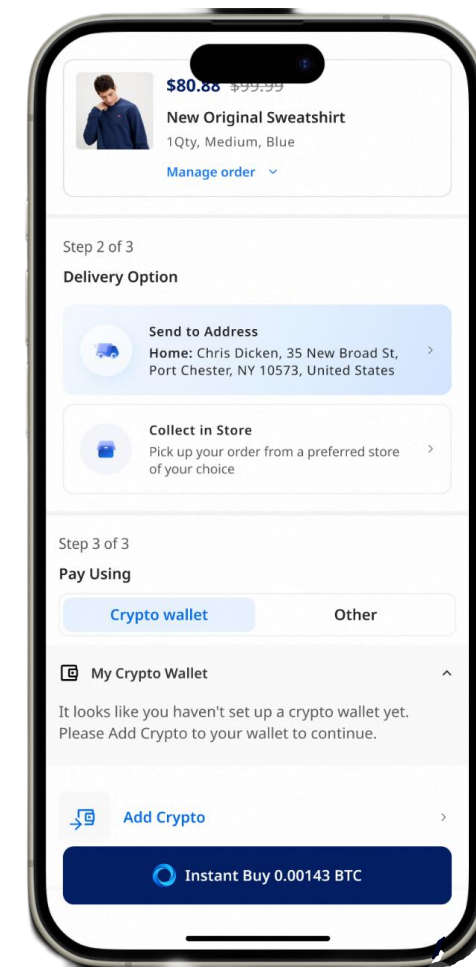 $80.88 $99.99
New Original Sweatshirt
1Qty, Medium, Blue
Manage order
Step 2 of 3
Delivery Option
Send to Address
Home: Chris Dicken, 35 New Broad St,
Port Chester, NY 10573, United States
Collect in Store
Pick up your order from a preferred store
of your choice
Step 3 of 3
Pay Using
Crypto wallet Other
My Crypto Wallet
It looks like you haven't set up a crypto wallet yet.
Please Add Crypto to your wallet to continue.
Add Crypto
Instant Buy 0.00143 BTC